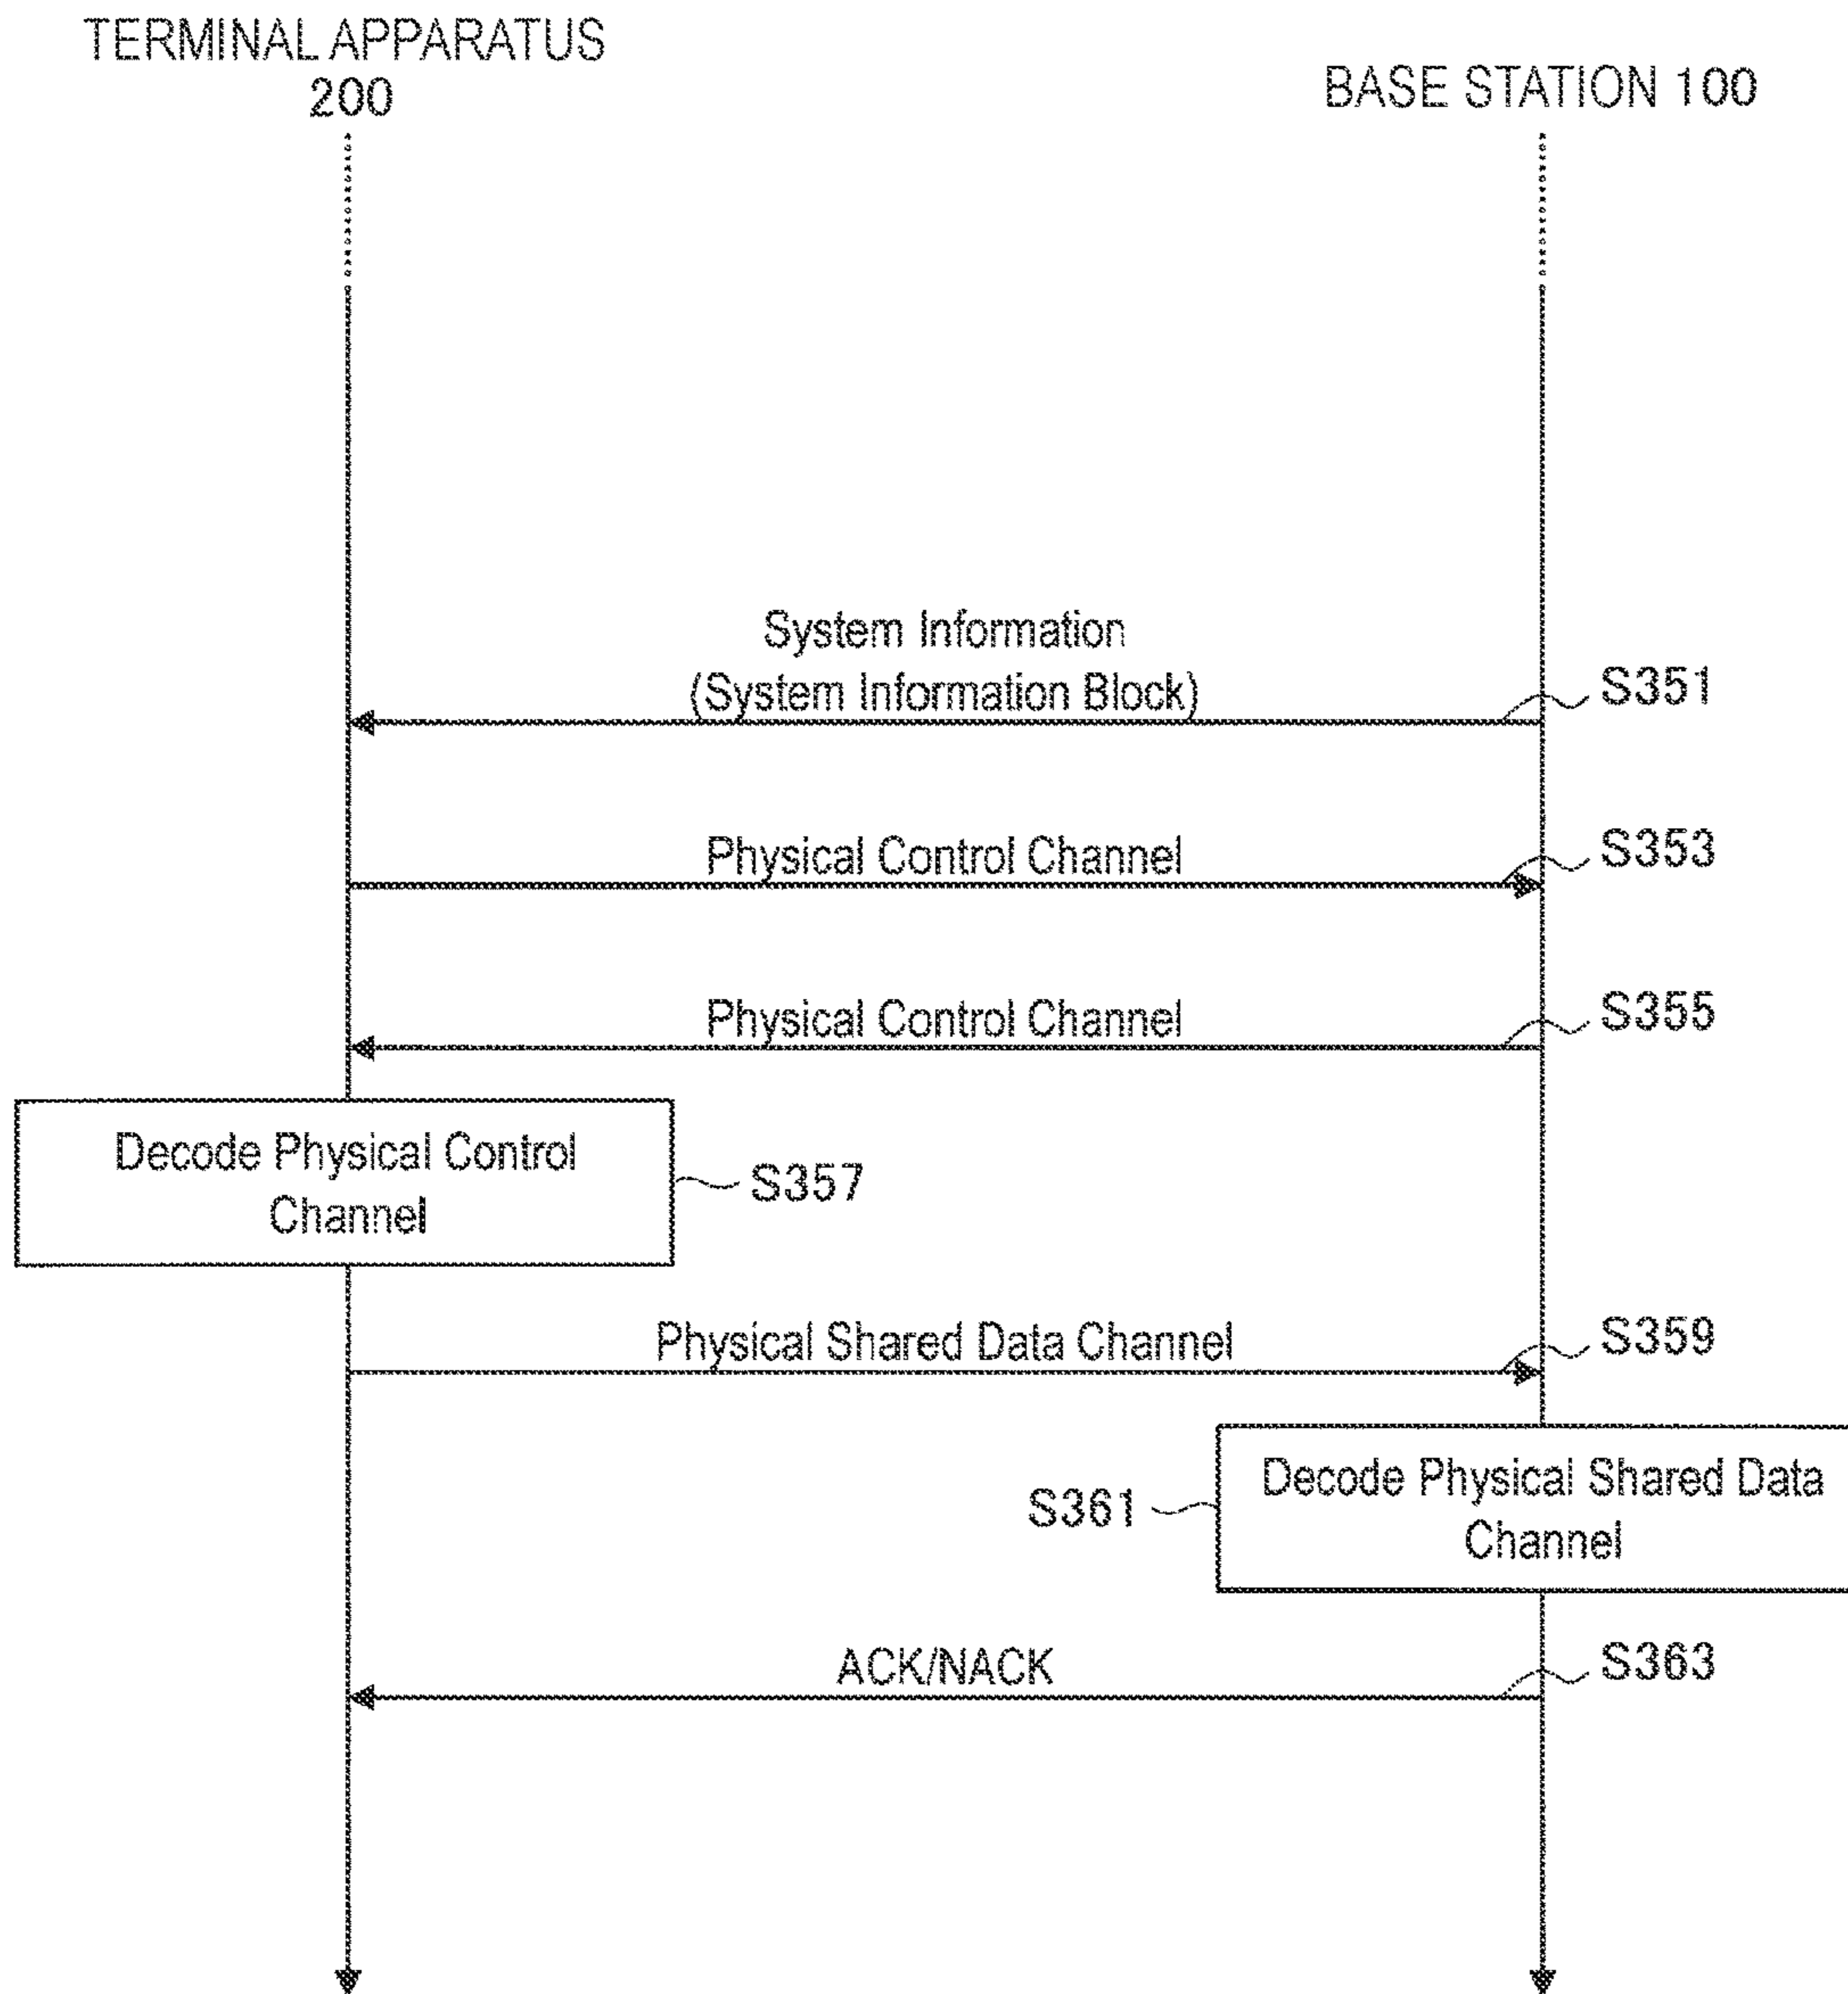 TERMINAL APPARATUS
200
BASE STATION 100
System Information
(System Information Block)
S351
Physical Control Channel
S353
Physical Control Channel
S355
Decode Physical Control
Channel
S357
Physical Shared Data Channel
S359
S361
Decode Physical Shared Data
Channel
ACK/NACK
S363